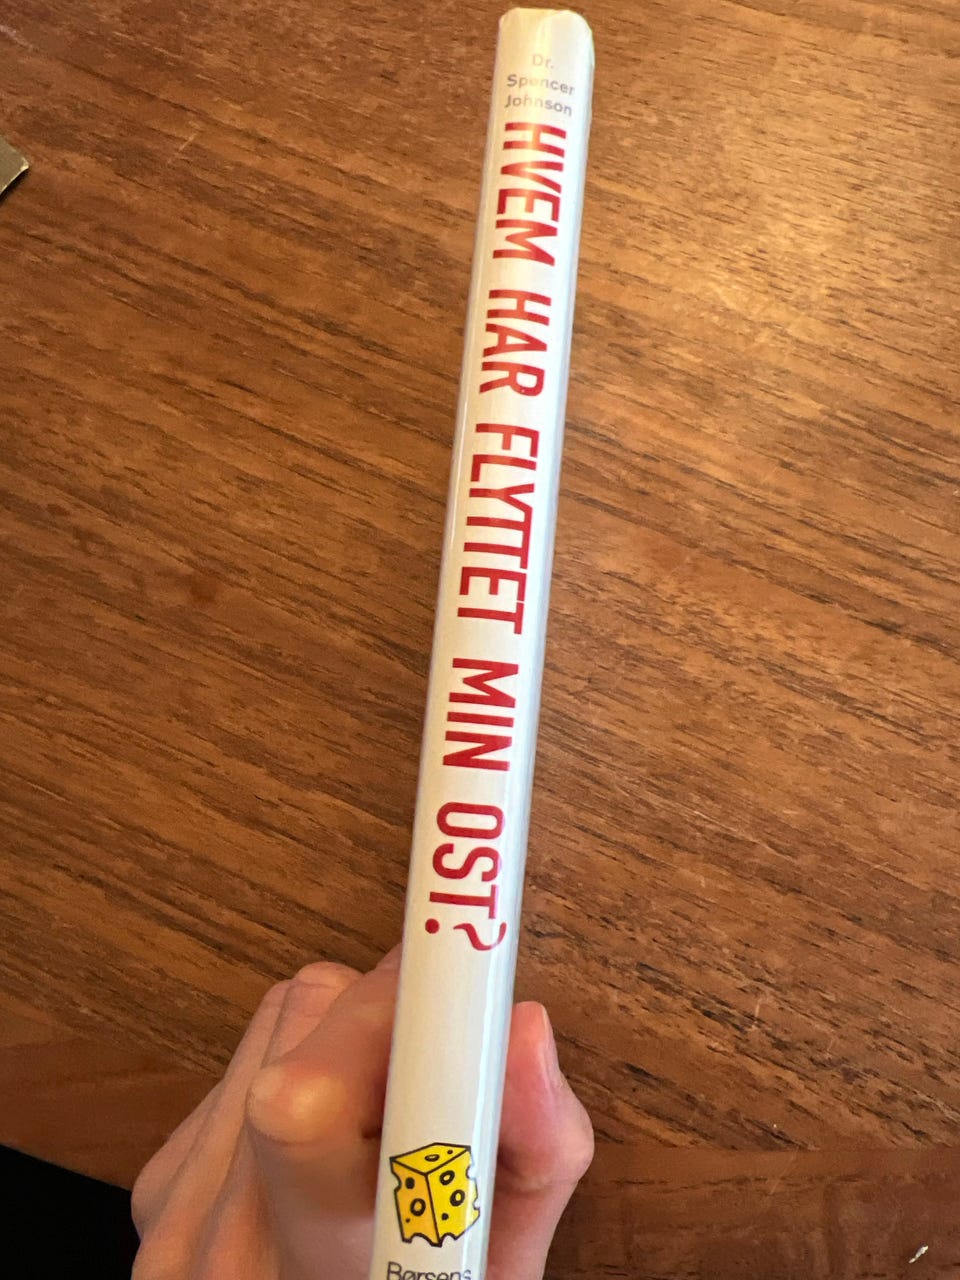 Dr.
Spencer
Johnson
HVEM HAR FLYTTET MIN OST?
Børsens